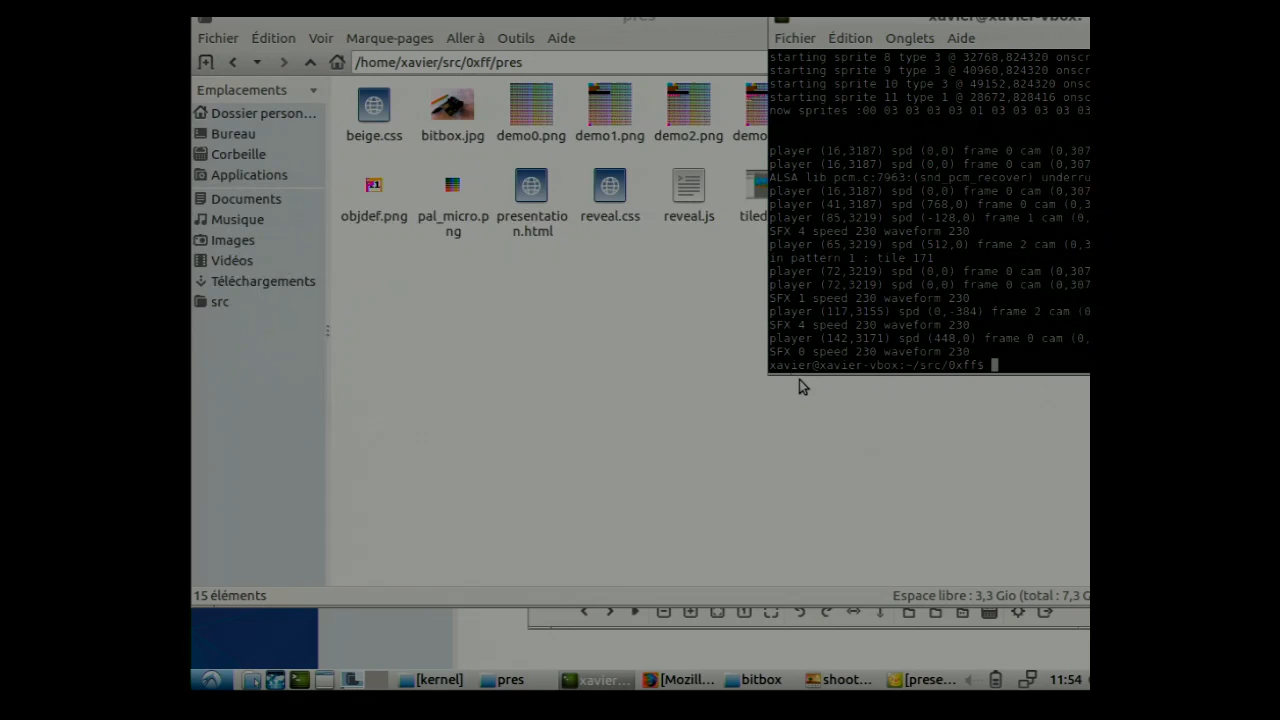 pres
xavier@xavier-vbox:
Fichier Édition Voir Marque-pages Aller à Outils Aide
Fichier Édition Onglets Aide
/home/xavier/src/0xff/pres
Emplacements
Dossier person...
Bureau
Corbeille
Applications
Documents
Musique
Images
Vidéos
Téléchargements
src
beige.css
bitbox.jpg
demo0.png
demo1.png
demo2.png
demo
objdef.png
pal_micro.p
ng
presentatio
n.html
reveal.css
reveal.js
tiled
starting sprite 8 type 3 @ 32768,824320 onscr
starting sprite 9 type 3 @ 40960,824320 onscr
starting sprite 10 type 3 @ 49152,824320 onsc
starting sprite 11 type 1 @ 28672,828416 onsc
now sprites :00 03 03 03 03 01 03 03 03 03 03
player (16,3187) spd (0,0) frame 0 cam (0,307
player (16,3187) spd (0,0) frame 0 cam (0,307
ALSA lib pcm.c:7963:(snd_pcm_recover) underru
player (16,3187) spd (0,0) frame 0 cam (0,307
player (41,3187) spd (768,0) frame 0 cam (0,3
player (85,3219) spd (-128,0) frame 1 cam (0,
SFX 4 speed 230 waveform 230
player (65,3219) spd (512,0) frame 2 cam (0,3
in pattern 1 : tile 171
player (72,3219) spd (0,0) frame 0 cam (0,307
player (72,3219) spd (0,0) frame 0 cam (0,307
SFX 1 speed 230 waveform 230
player (117,3155) spd (0,-384) frame 2 cam (0
SFX 4 speed 230 waveform 230
player (142,3171) spd (448,0) frame 0 cam (0,
SFX 0 speed 230 waveform 230
xavier@xavier-vbox:~/src/0xff$
15 éléments
Espace libre : 3,3 Gio (total : 7,3 G
[kernel] pres xavier... [Mozill... bitbox shoot... [prese... 11:54